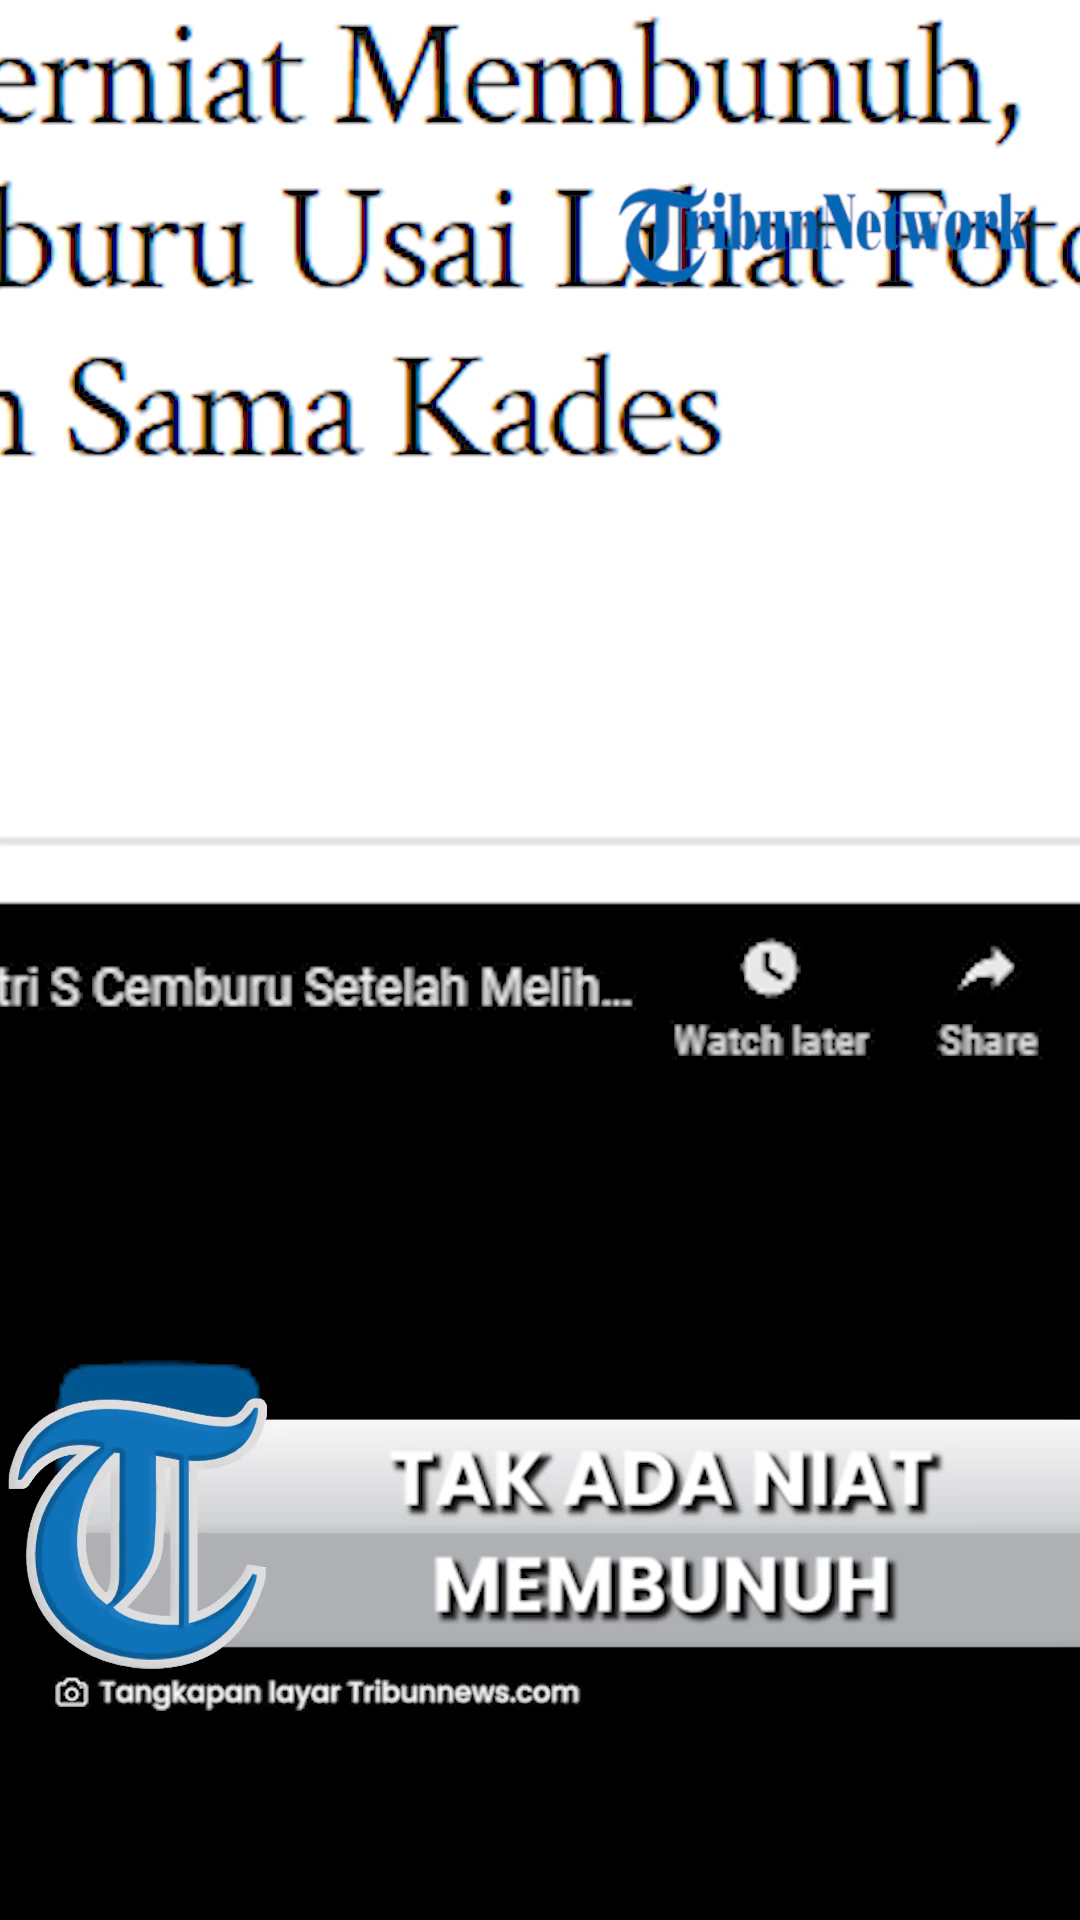 erniat Membunuh,
TribunNetwork
buru Usai Lihat Foto
n Sama Kades
tri S Cemburu Setelah Melih...
Watch later
Share
TAK ADA NIAT
MEMBUNUH
Tangkapan layar Tribunnews.com